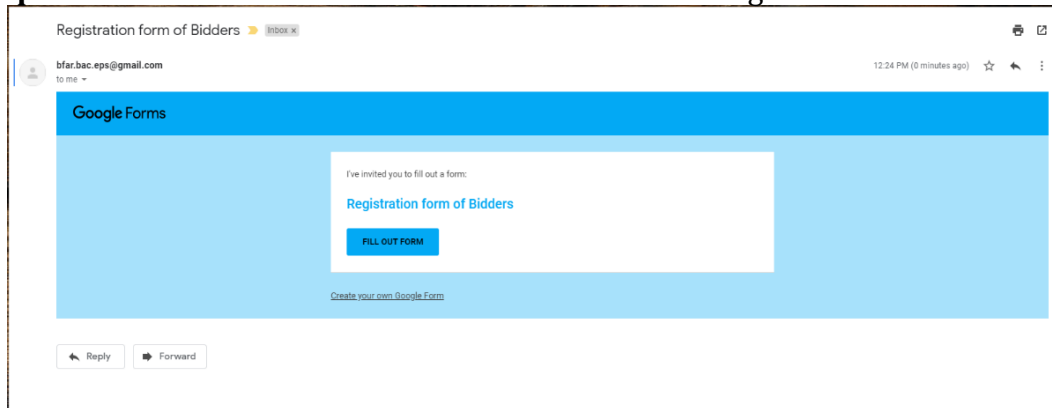 Registration form of Bidders Inbox x
bfar.bac.eps@gmail.com 12:24 PM (0 minutes ago)
to me
Google Forms
I've invited you to fill out a form:
Registration form of Bidders
FILL OUT FORM
Create your own Google Form
Reply Forward